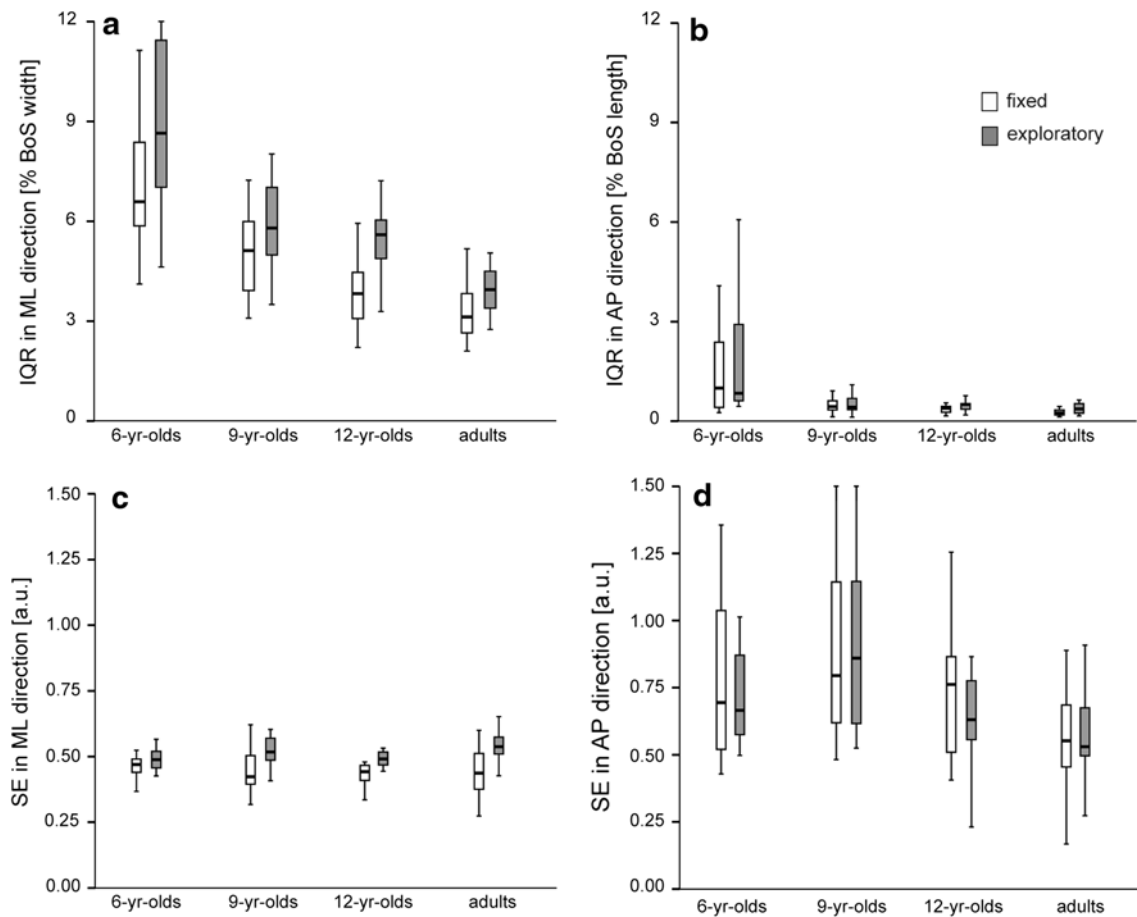 a
IQR in ML direction [% BoS width]
12
9
6
3
0
6-yr-olds 9-yr-olds 12-yr-olds adults
b
IQR in AP direction [% BoS length]
12
9
6
3
0
fixed
exploratory
6-yr-olds 9-yr-olds 12-yr-olds adults
c
SE in ML direction [a.u.]
1.50
1.25
1.00
0.75
0.50
0.25
0.00
6-yr-olds 9-yr-olds 12-yr-olds adults
d
SE in AP direction [a.u.]
1.50
1.25
1.00
0.75
0.50
0.25
0.00
6-yr-olds 9-yr-olds 12-yr-olds adults